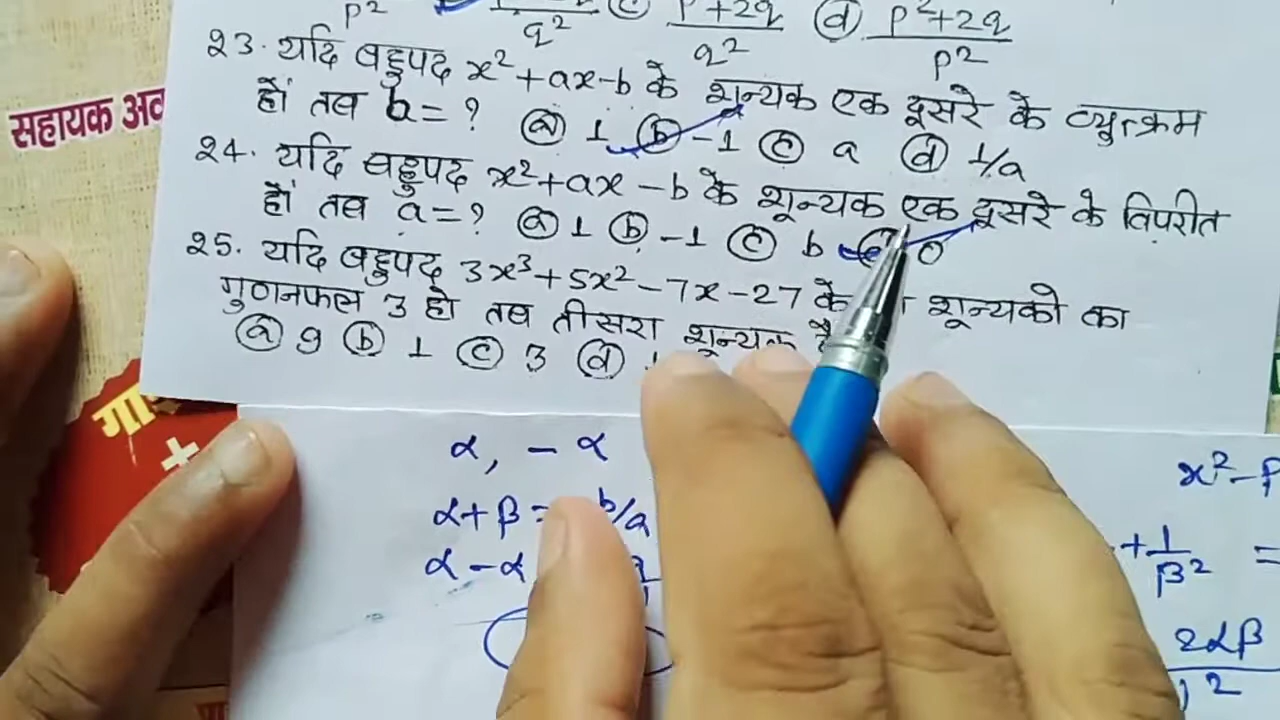 p²
q²
p+2q
q²
ⓓ p²+2q
p²
23. यदि बहुपद x²+ax-b के शून्यक एक दूसरे के व्युत्क्रम
हों तब b=? ⓐ 1 ⓑ -1 ⓒ a ⓓ 1/a
24. यदि बहुपद x²+ax-b के शून्यक एक दूसरे के विपरीत
हों तब a=? ⓐ 1 ⓑ -1 ⓒ b 0
25. यदि बहुपद 3x³+5x²-7x-27 के शून्यको का
गुणनफल 3 हो तब तीसरा शून्यक है
ⓐ 9 ⓑ 1 ⓒ 3 ⓓ
सहायक
α, -α
α+β = b/a
α-α
x²-
+1/β² =
2αβ